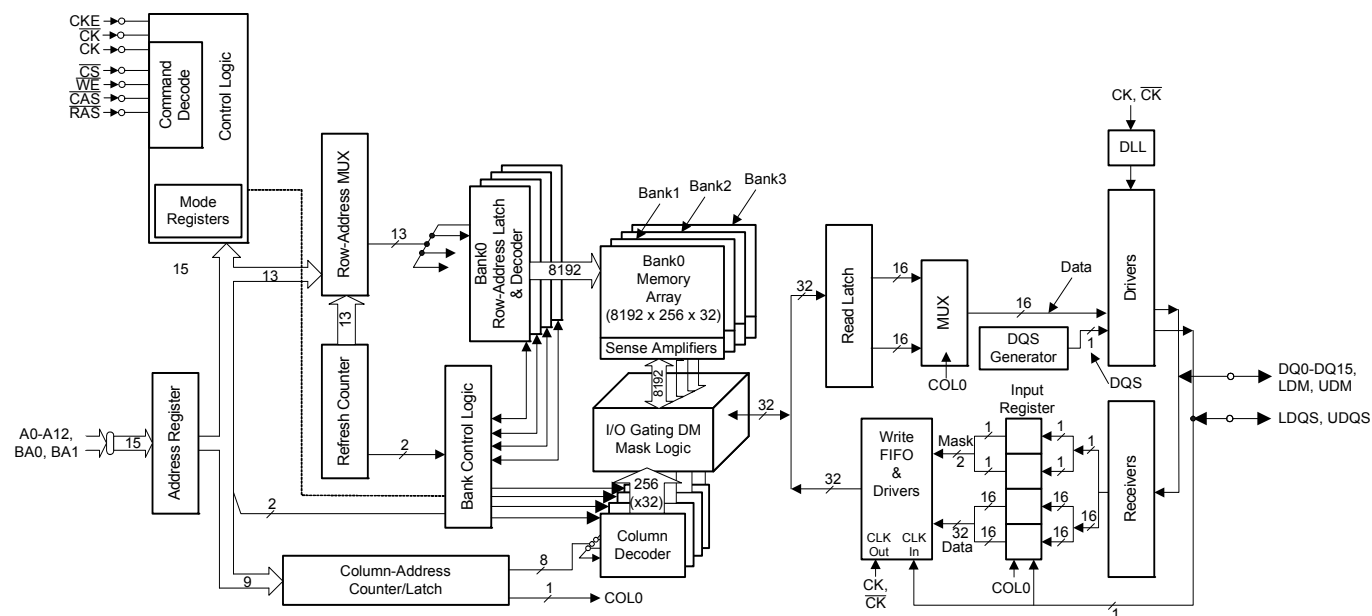 CKE
CK
CK
CS
WE
CAS
RAS
Command
Decode
Control Logic
Mode
Registers
15
13
Row-Address MUX
13
Refresh Counter
13
2
Bank0
Row-Address Latch
& Decoder
8192
Bank1
Bank2
Bank3
Bank0
Memory
Array
(8192 x 256 x 32)
Sense Amplifiers
8192
I/O Gating DM
Mask Logic
256
(x32)
Column
Decoder
Bank Control Logic
2
A0-A12,
BA0, BA1
15
Address Register
9
Column-Address
Counter/Latch
8
1
COL0
32
32
Read Latch
16
16
MUX
COL0
16
Data
DQS
Generator
1
DQS
CK, CK
DLL
Drivers
DQ0-DQ15,
LDM, UDM
LDQS, UDQS
32
Write
FIFO
&
Drivers
CLK
Out
CLK
In
CK,
CK
Mask
2
32
Data
Input
Register
1
1
16
16
1
1
16
16
1
16
COL0
Receivers
1